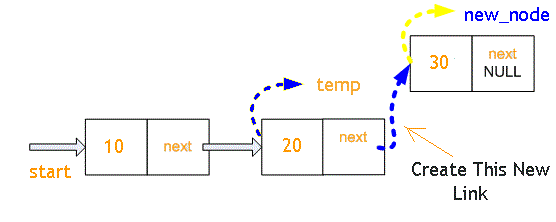 new_node
30
next
NULL
temp
10
next
20
next
start
Create This New
Link